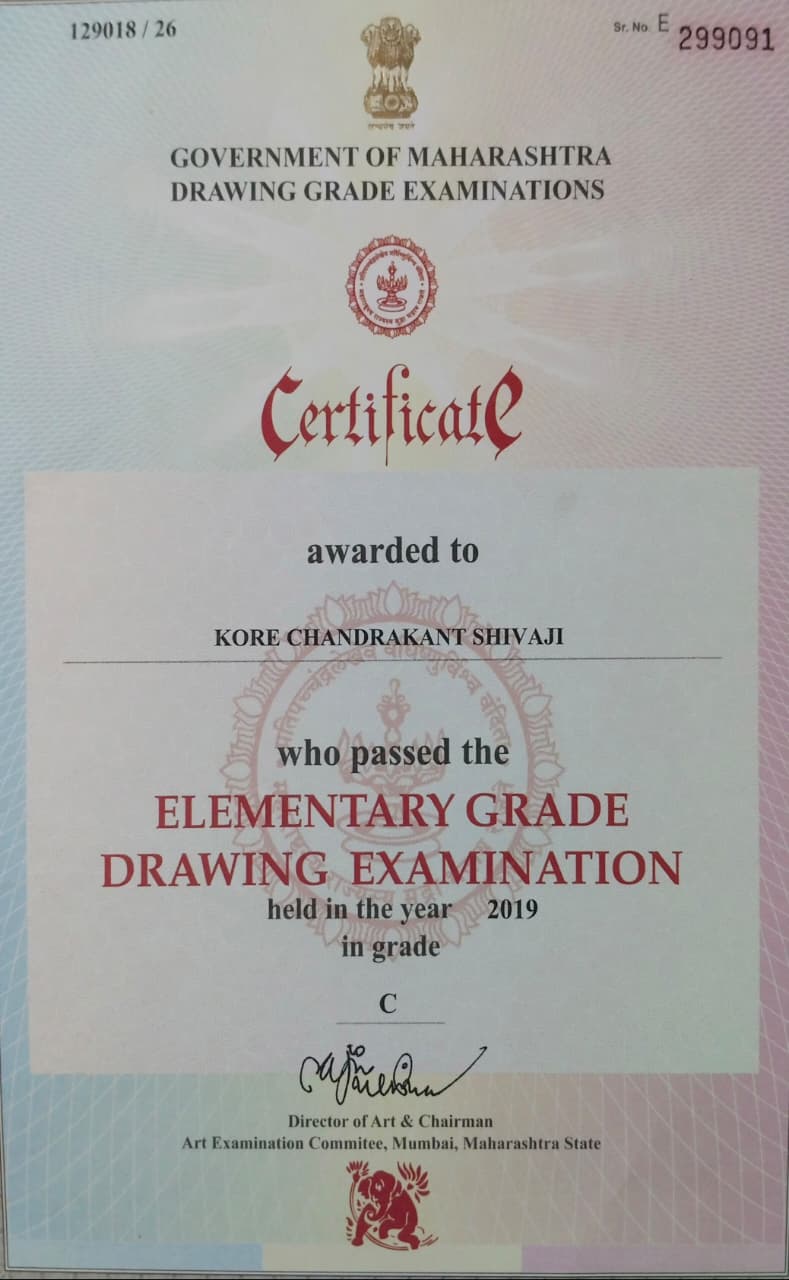 129018 / 26
Sr. No. E 299091
सत्यमेव जयते
GOVERNMENT OF MAHARASHTRA
DRAWING GRADE EXAMINATIONS
Certificate
awarded to
KORE CHANDRAKANT SHIVAJI
who passed the
ELEMENTARY GRADE
DRAWING EXAMINATION
held in the year 2019
in grade
C
Director of Art & Chairman
Art Examination Commitee, Mumbai, Maharashtra State